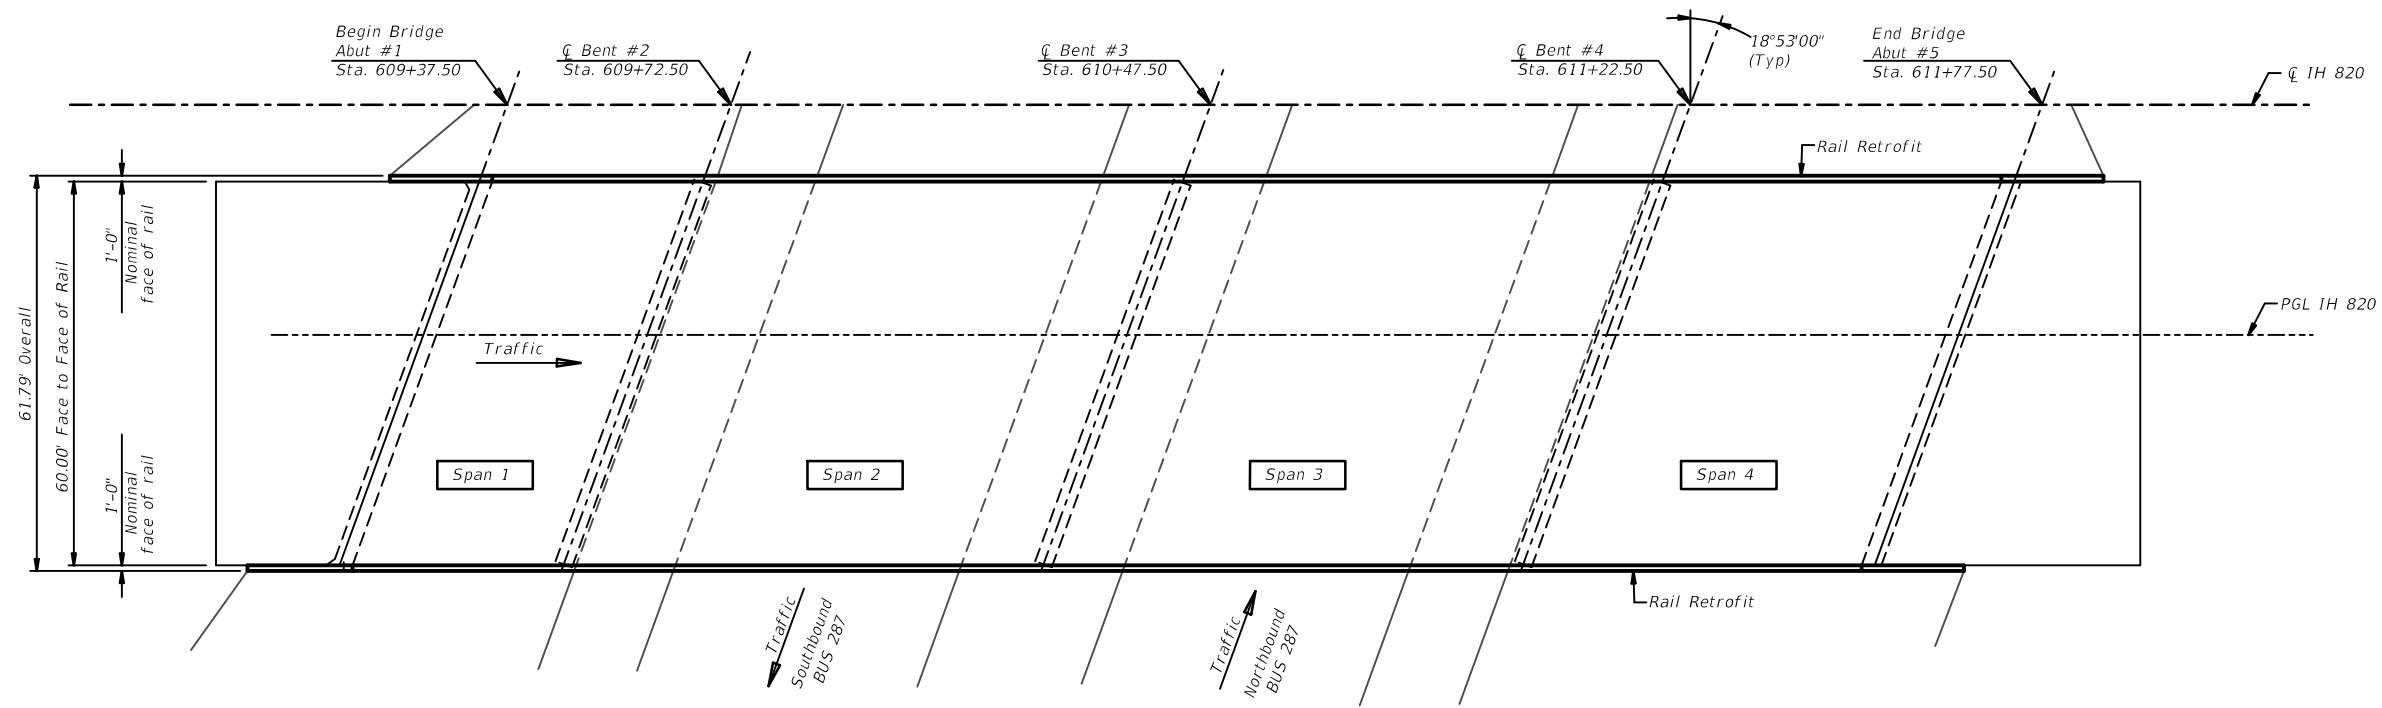 Begin Bridge
Abut #1
Sta. 609+37.50
℄ Bent #2
Sta. 609+72.50
℄ Bent #3
Sta. 610+47.50
℄ Bent #4
Sta. 611+22.50
18°53'00"
(Typ)
End Bridge
Abut #5
Sta. 611+77.50
℄ IH 820
Rail Retrofit
1'-0"
Nominal
face of rail
61.79' Overall
60.00' Face to Face of Rail
PGL IH 820
Traffic
1'-0"
Nominal
face of rail
Span 1
Span 2
Span 3
Span 4
Rail Retrofit
Traffic
Southbound
BUS 287
Traffic
Northbound
BUS 287